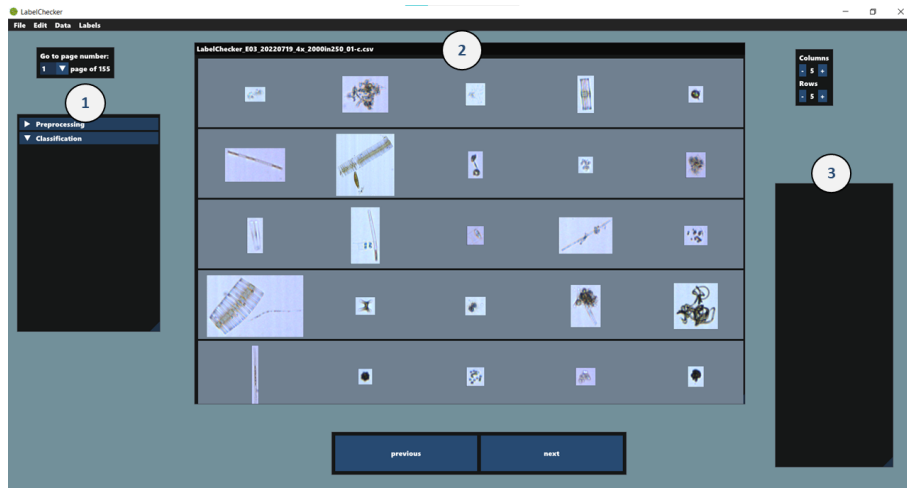 LabelChecker
File Edit Data Labels
Go to page number:
1 page of 155
1
Preprocessing
Classification
LabelChecker_E03_20220719_4x_2000in250_01-c.csv
2
Columns
- 5 +
Rows
- 5 +
3
previous
next